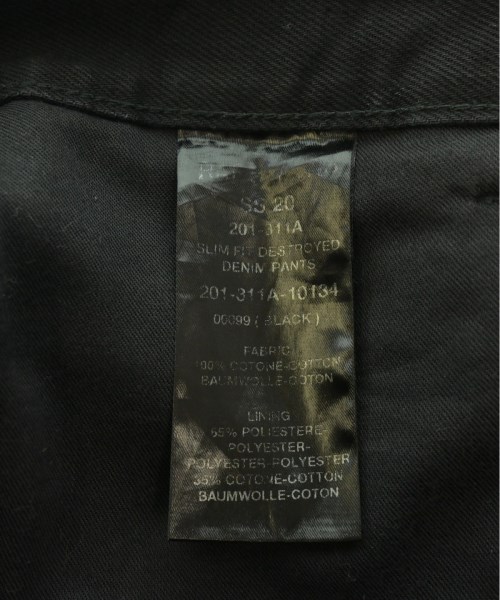 SS 20
201-311A
SLIM FIT DESTROYED
DENIM PANTS
201-311A-10134
00099 ( BLACK )
FABRIC
100% COTONE-COTTON
BAUMWOLLE-COTON
LINING
65% POLIESTERE-
POLYESTER-
POLYESTER-POLYESTER
35% COTONE-COTTON
BAUMWOLLE-COTON